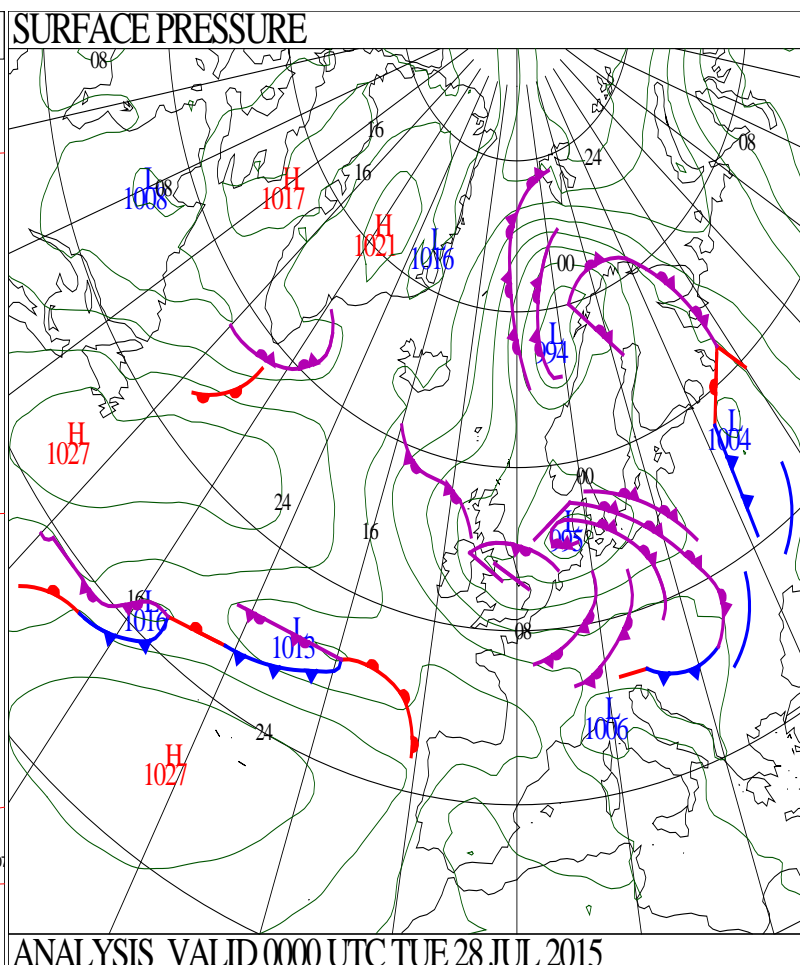 SURFACE PRESSURE
08
16
08
24
16
L
1008
08
H
1017
H
1021
L
1016
00
L
994
L
1004
H
1027
00
24
16
L
995
16
L
1016
L
1013
08
L
1006
24
H
1027
ANALYSIS VALID 0000 UTC TUE 28 JUL 2015